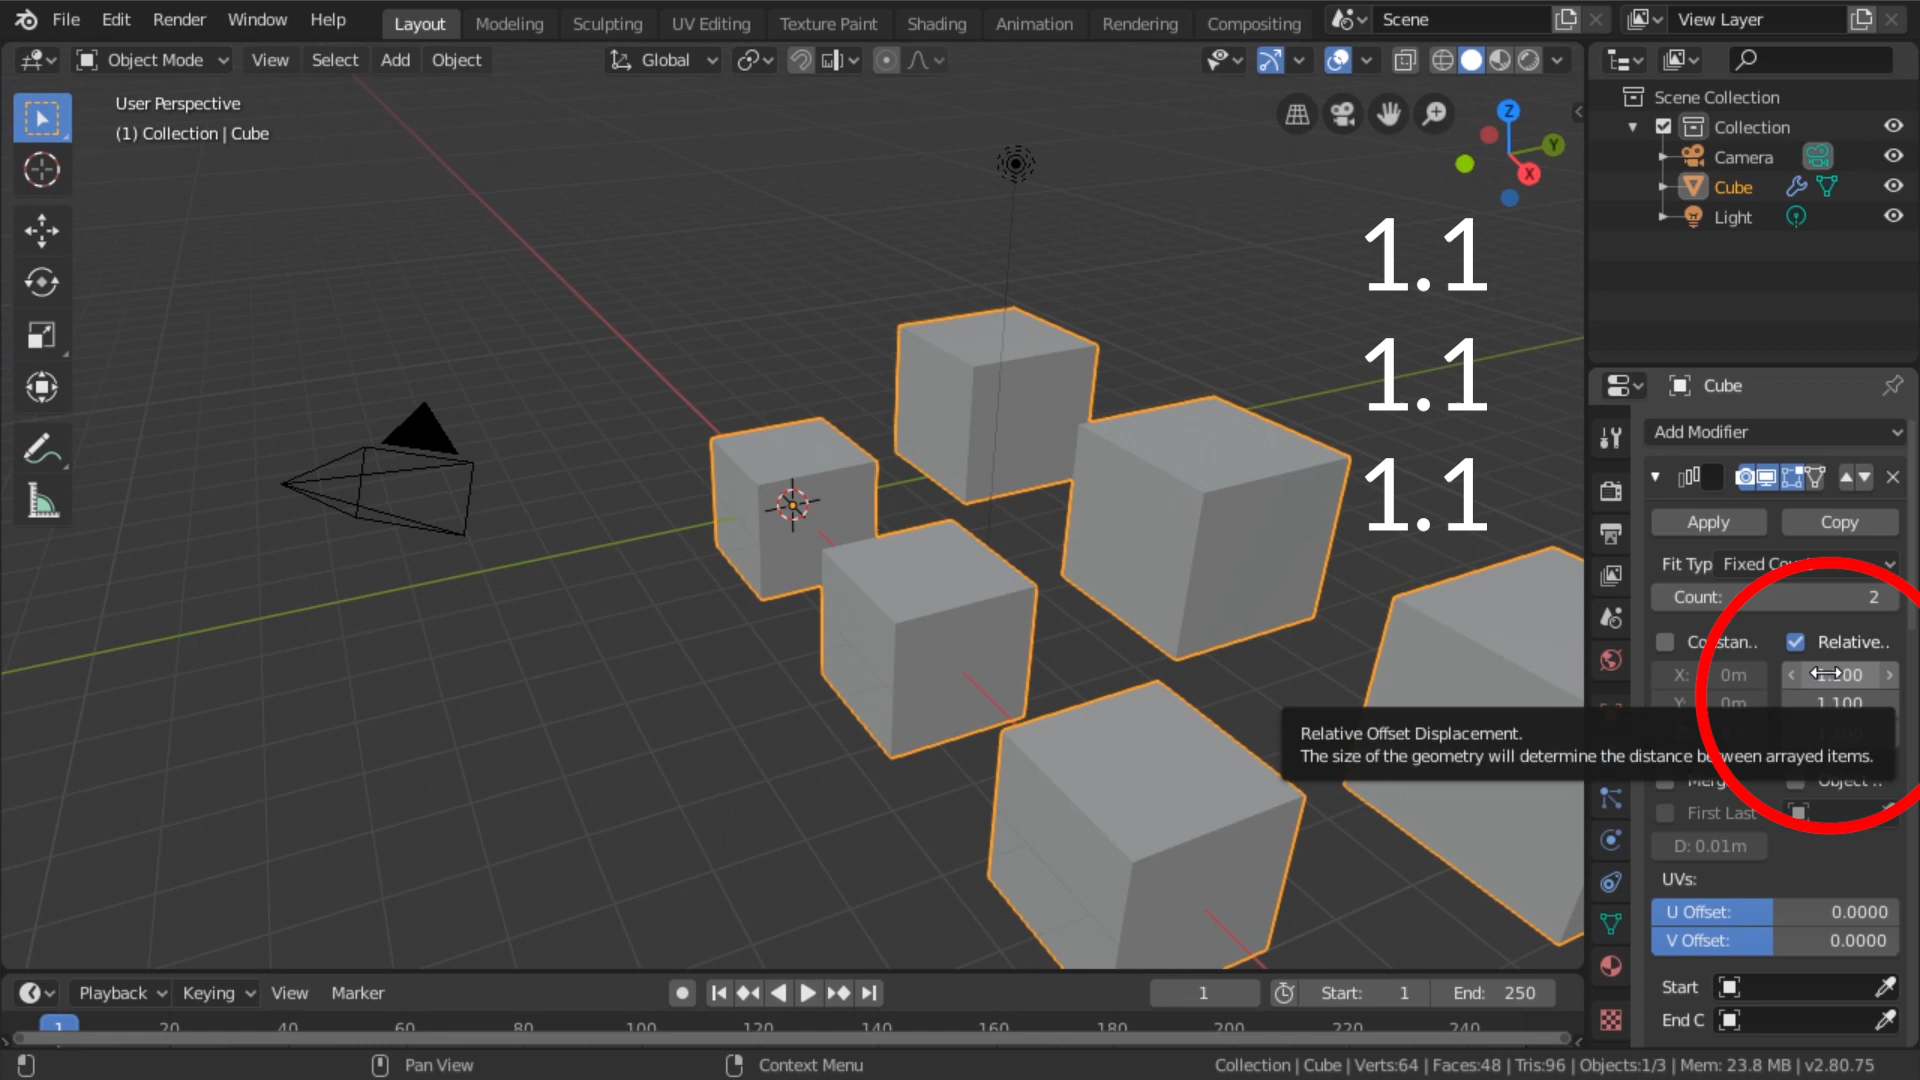 File Edit Render Window Help Layout Modeling Sculpting UV Editing Texture Paint Shading Animation Rendering Compositing Scene View Layer
Object Mode View Select Add Object Global
User Perspective
(1) Collection | Cube
Z
Y
X
1.1
1.1
1.1
Scene Collection
Collection
Camera
Cube
Light
Cube
Add Modifier
Apply Copy
Fit Typ Fixed
Count: 2
Relative..
X: 0m
Y: 0m 1.100
Relative Offset Displacement.
The size of the geometry will determine the distance between arrayed items.
First Last
D: 0.01m
UVs:
U Offset: 0.0000
V Offset: 0.0000
Start
End C
Playback Keying View Marker 1 Start: 1 End: 250
1 20 40 60 80 100 120 140 160 180 200 220 240
Pan View Context Menu Collection | Cube | Verts:64 | Faces:48 | Tris:96 | Objects:1/3 | Mem: 23.8 MB | v2.80.75